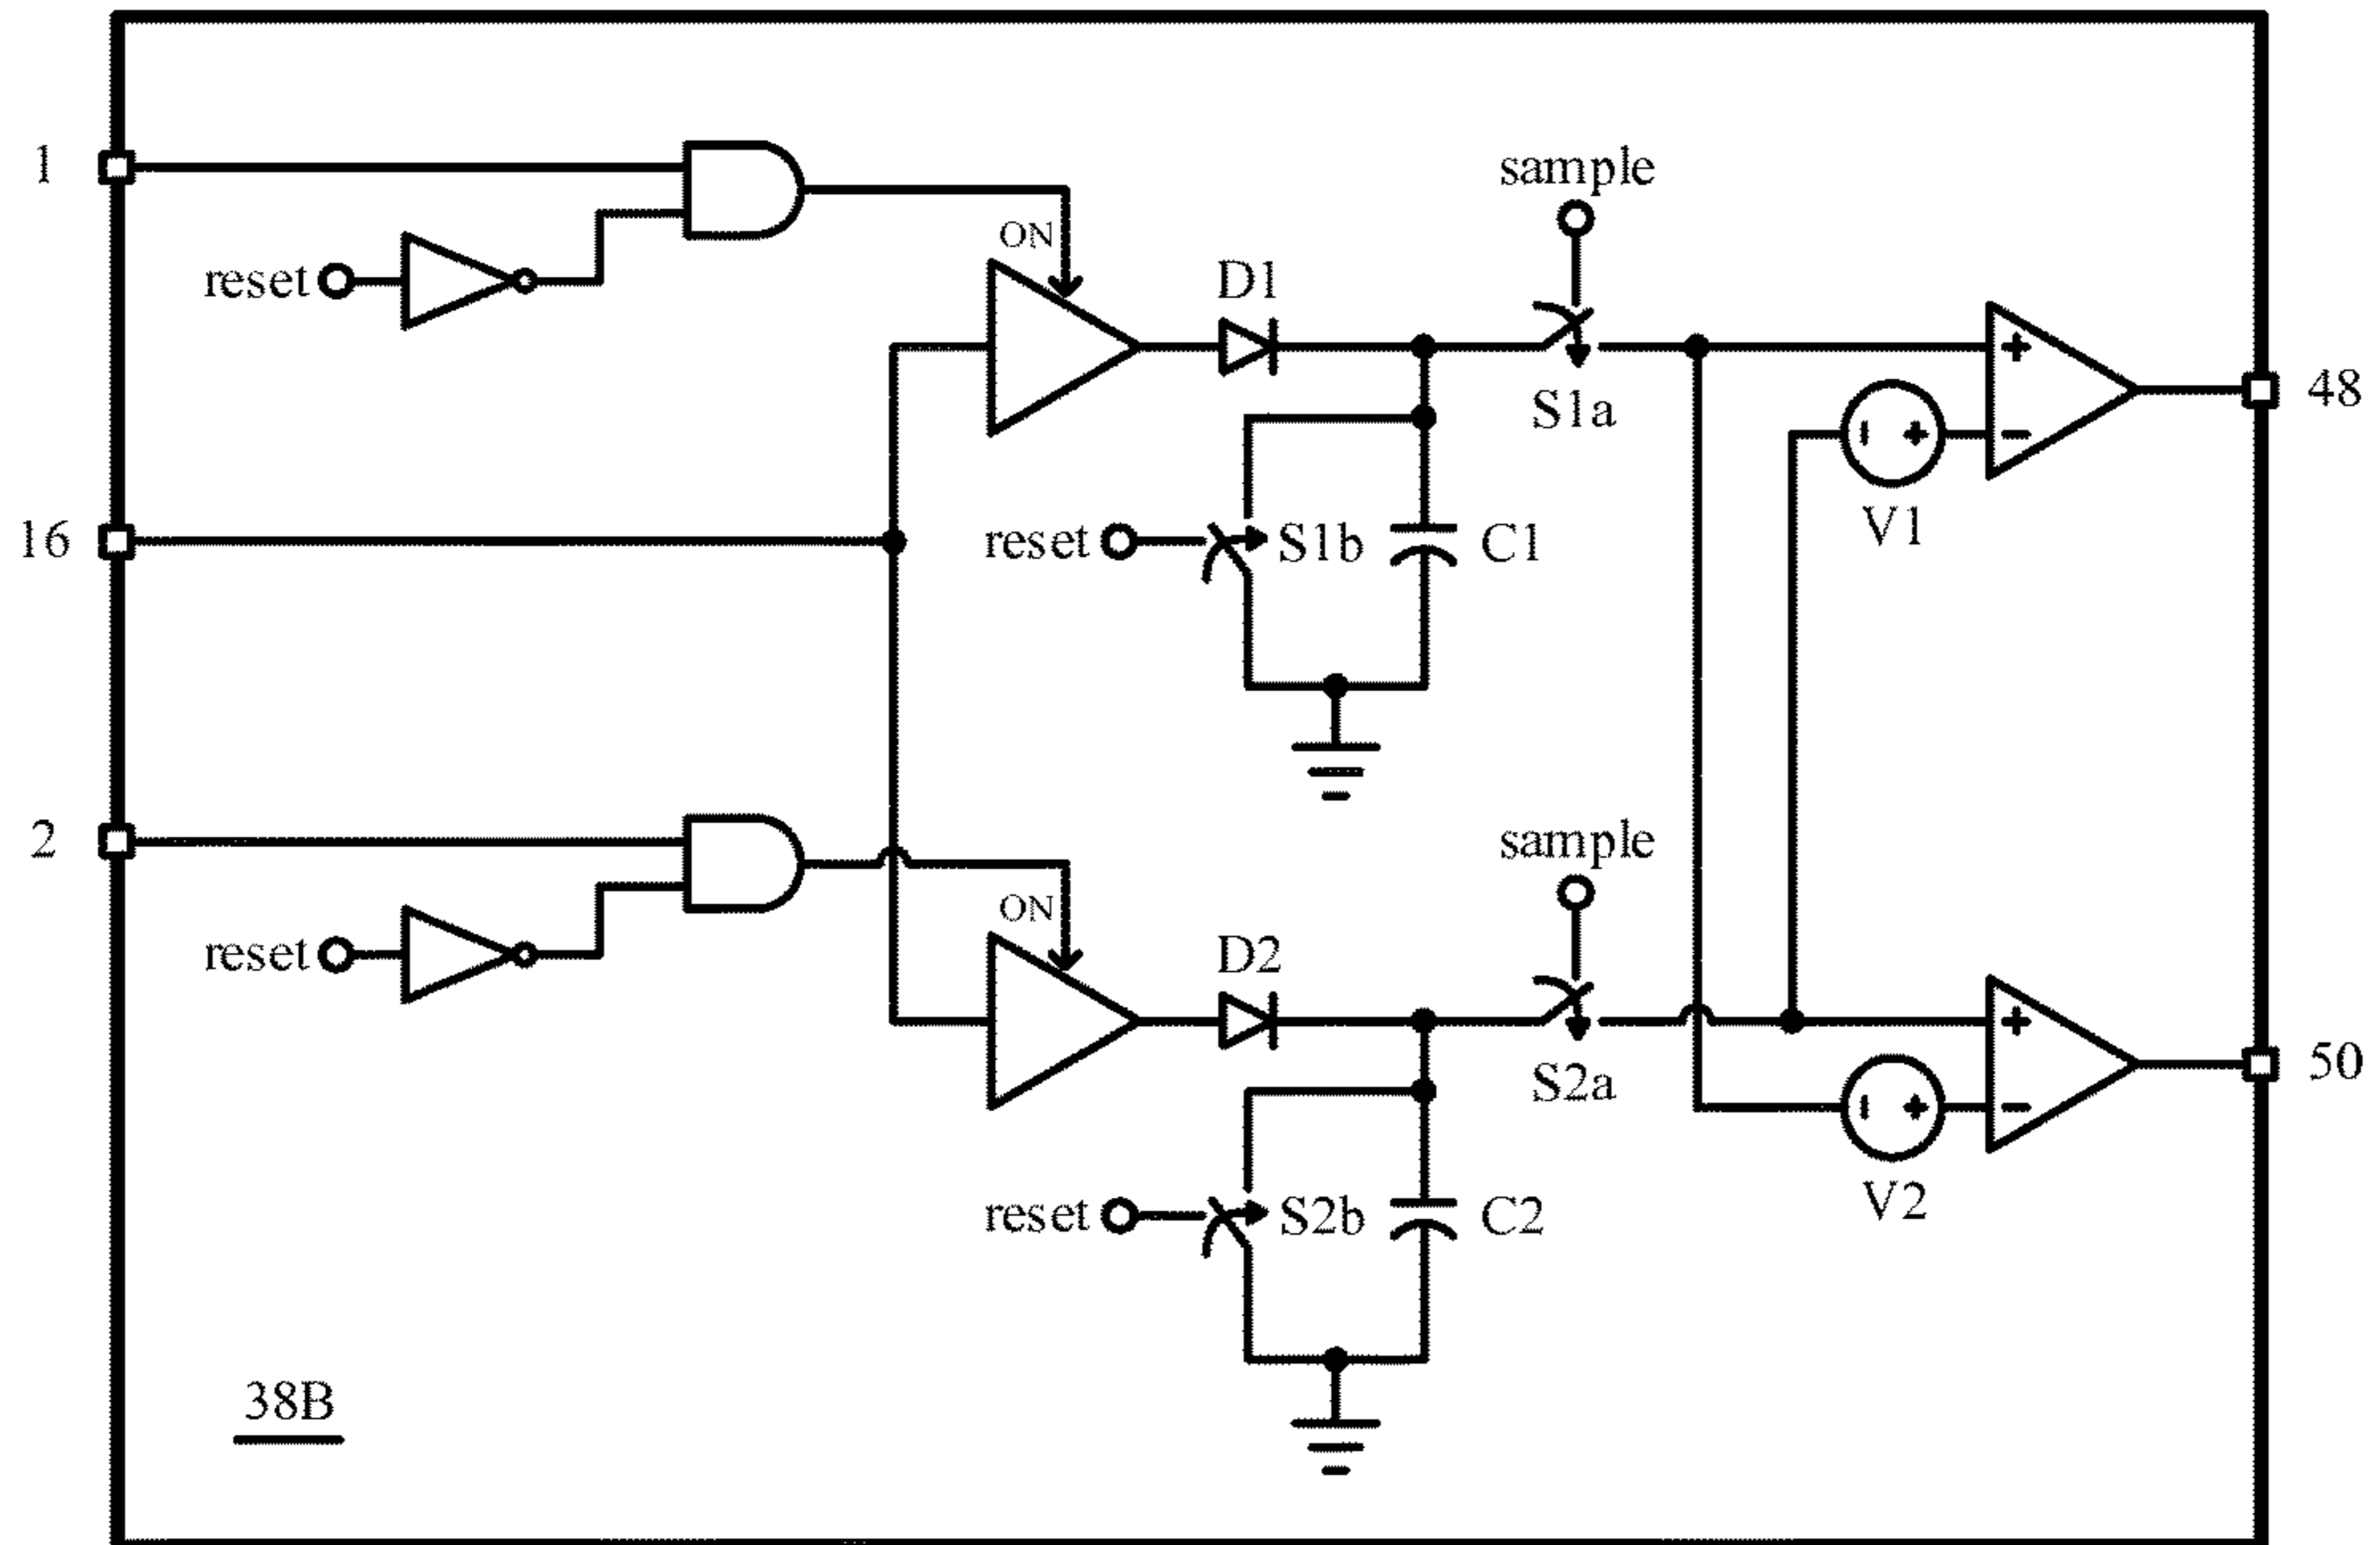 1
sample
reset
ON
D1
S1a
48
16
reset
S1b
C1
V1
2
sample
reset
ON
D2
S2a
50
reset
S2b
C2
V2
38B